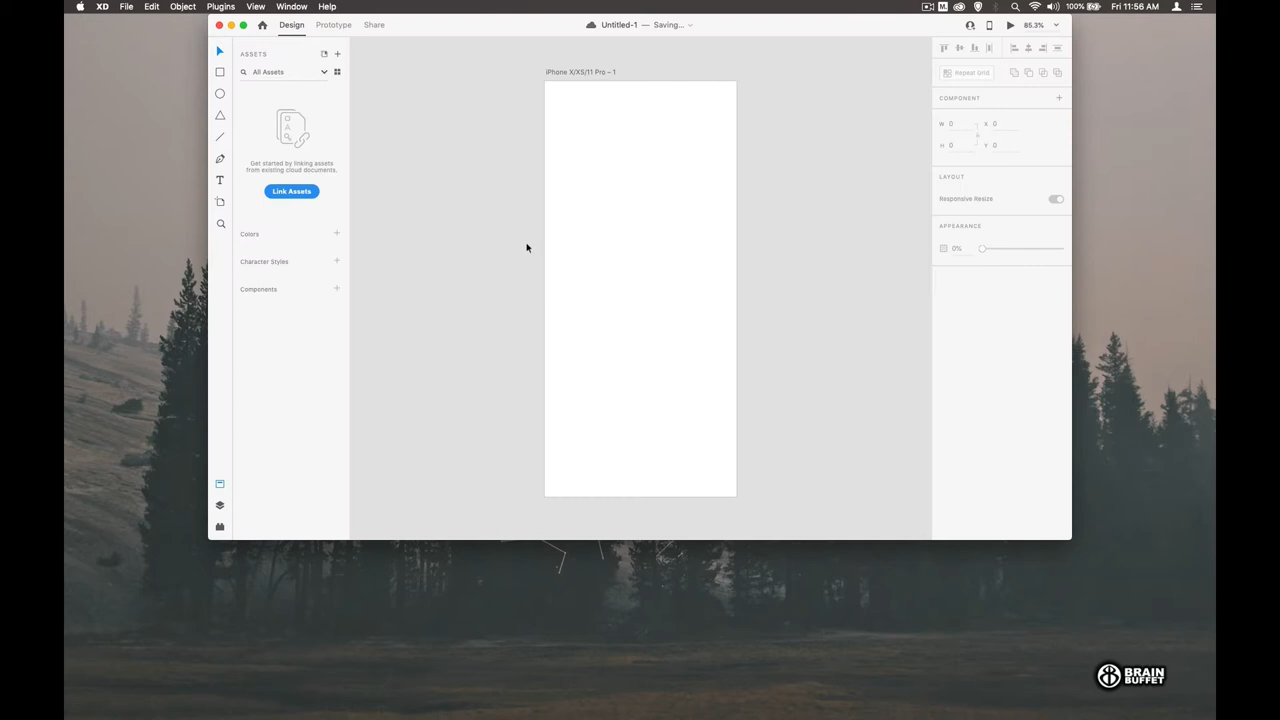 XD File Edit Object Plugins View Window Help
100% Fri 11:56 AM
Design Prototype Share
Untitled-1 Saving...
85.3%
ASSETS
All Assets
Get started by linking assets
from existing cloud documents.
Link Assets
Colors
Character Styles
Components
iPhone X/XS/11 Pro – 1
Repeat Grid
COMPONENT
W 0 X 0
H 0 Y 0
LAYOUT
Responsive Resize
APPEARANCE
0%
BRAIN
BUFFET